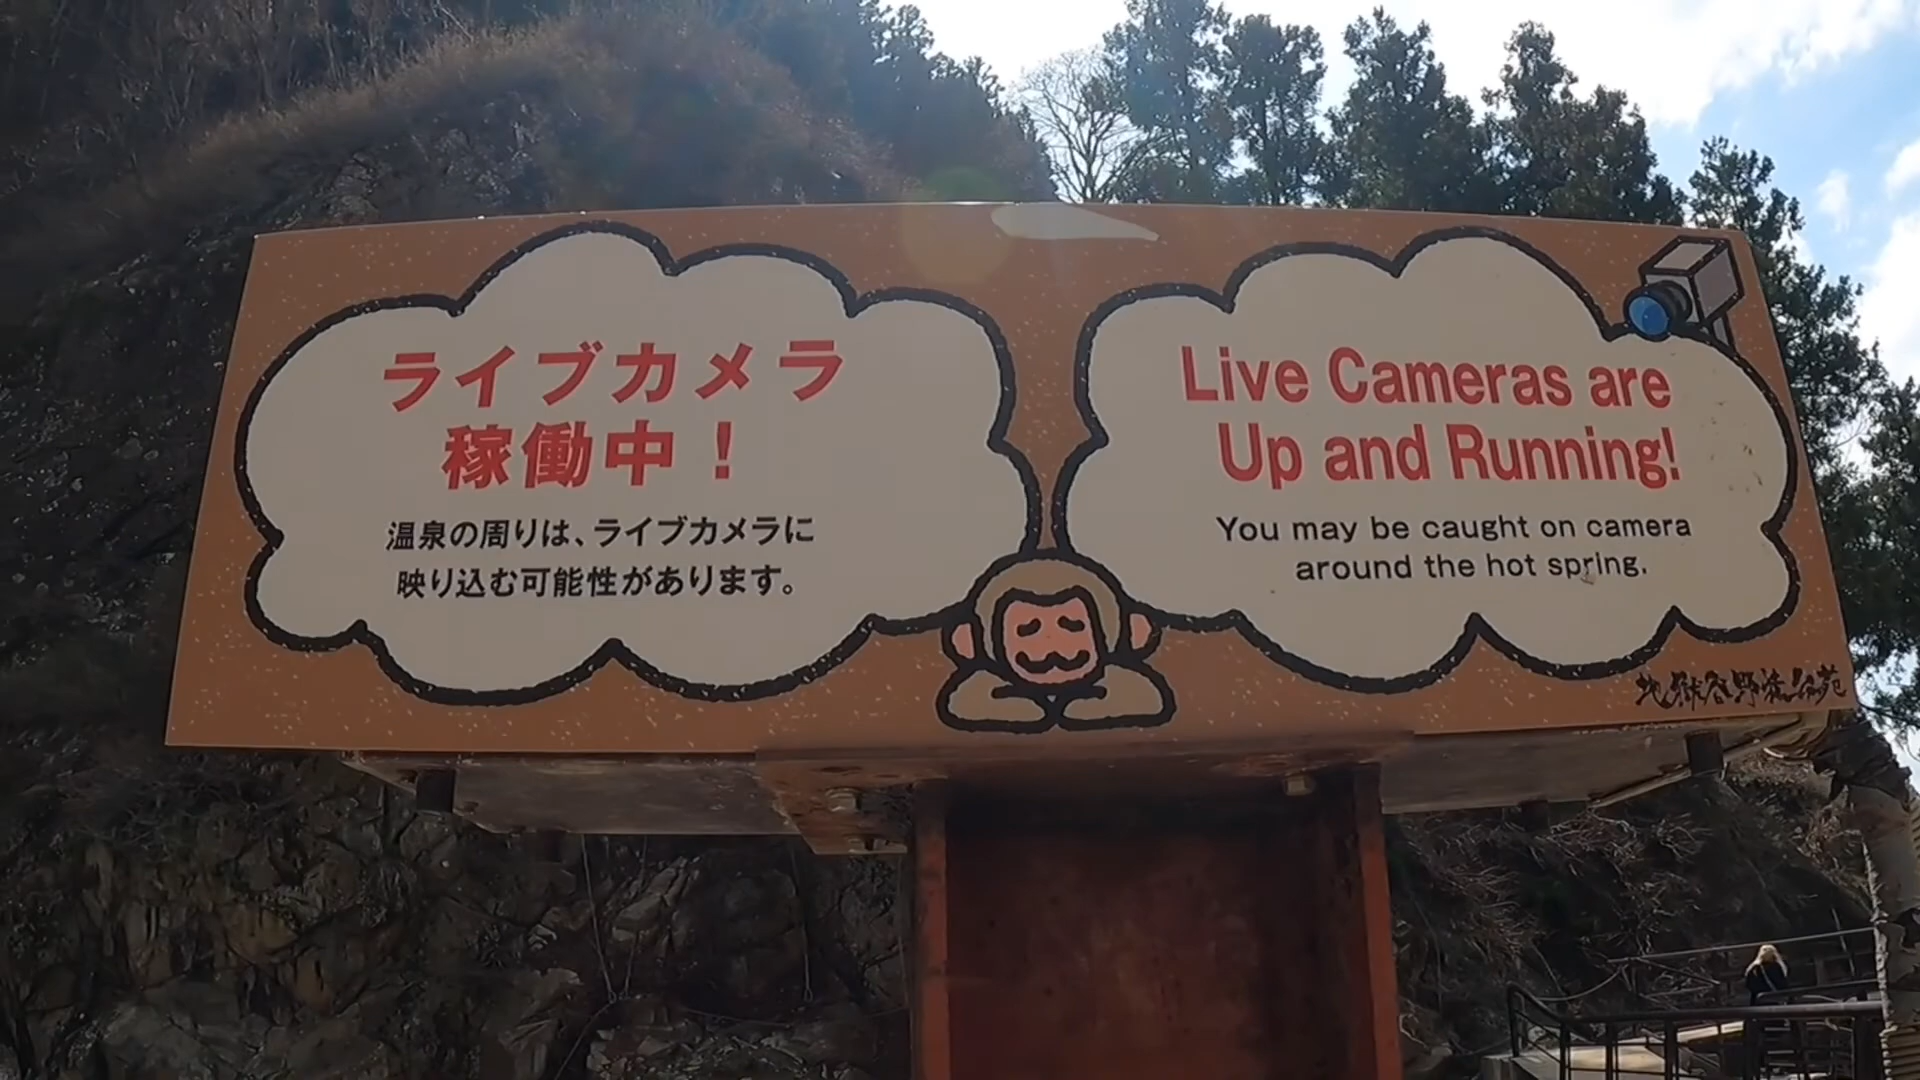 ライブカメラ
稼働中！
温泉の周りは、ライブカメラに
映り込む可能性があります。
Live Cameras are
Up and Running!
You may be caught on camera
around the hot spring.
地獄谷野猿公苑